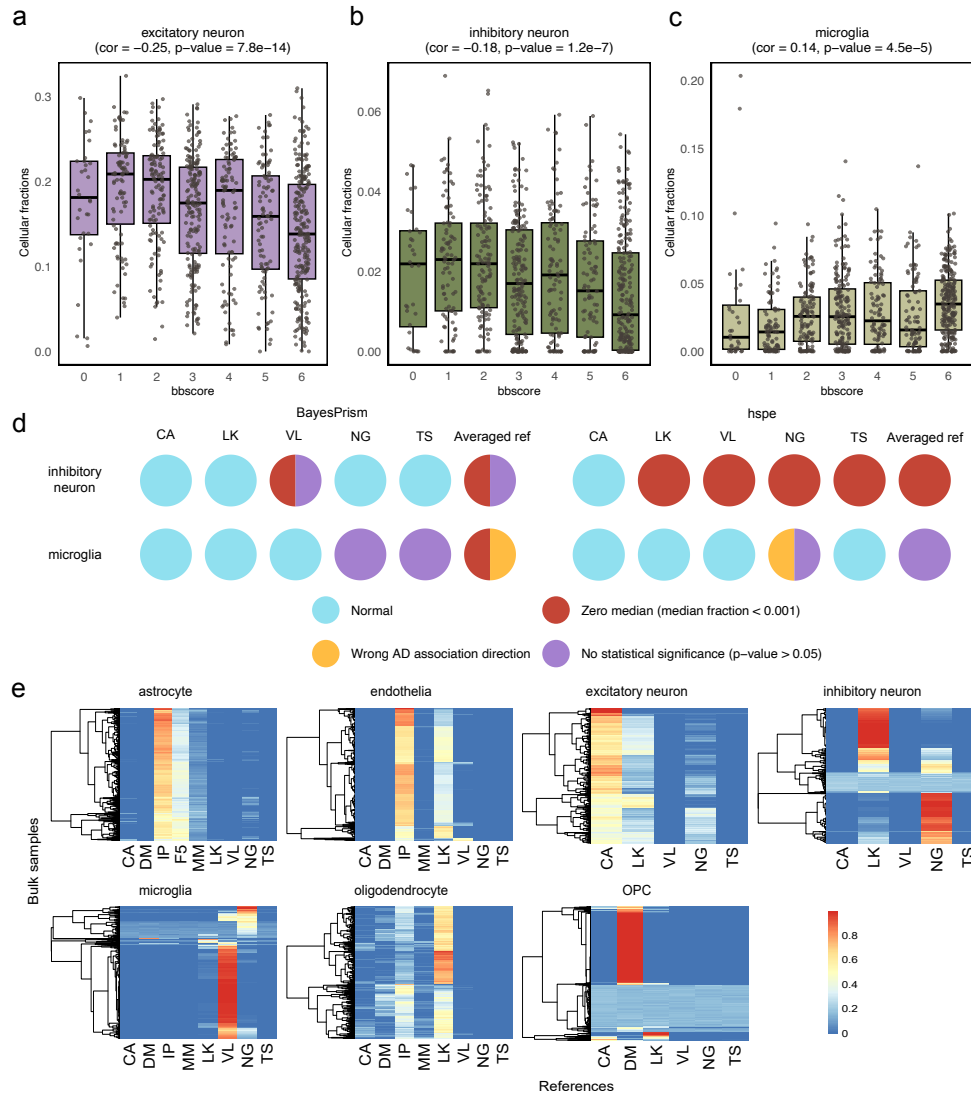 a
excitatory neuron
(cor = −0.25, p−value = 7.8e−14)
Cellular fractions
0.3
0.2
0.1
0.0
0 1 2 3 4 5 6
bbscore
b
inhibitory neuron
(cor = −0.18, p−value = 1.2e−7)
Cellular fractions
0.06
0.04
0.02
0.00
0 1 2 3 4 5 6
bbscore
c
microglia
(cor = 0.14, p−value = 4.5e−5)
Cellular fractions
0.20
0.15
0.10
0.05
0.00
0 1 2 3 4 5 6
bbscore
d
BayesPrism
hspe
CA LK VL NG TS Averaged ref
CA LK VL NG TS Averaged ref
inhibitory
neuron
microglia
Normal
Zero median (median fraction < 0.001)
Wrong AD association direction
No statistical significance (p-value > 0.05)
e
Bulk samples
astrocyte
CA DM IP F5 MM LK VL NG TS
endothelia
CA DM IP MM LK VL NG TS
excitatory neuron
CA LK VL NG TS
inhibitory neuron
CA LK VL NG TS
microglia
CA DM IP MM LK VL NG TS
oligodendrocyte
CA DM IP MM LK VL NG TS
OPC
CA DM LK VL NG TS
0.8
0.6
0.4
0.2
0
References